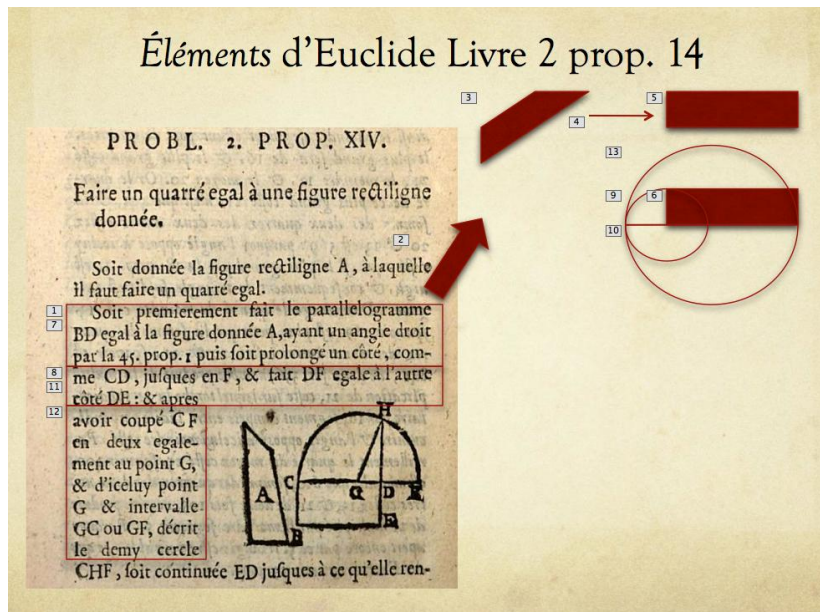 Éléments d'Euclide Livre 2 prop. 14
PROBL. 2. PROP. XIV.
Faire un quarré egal à une figure rectiligne
donnée.
Soit donnée la figure rectiligne A, à laquelle
il faut faire un quarré egal.
Soit premierement fait le parallelogramme
BD egal à la figure donnée A, ayant un angle droit
par la 45. prop. 1 puis soit prolongé un côté, com-
me CD, jusques en F, & fait DF egale à l'autre
côté DE : & apres
avoir coupé CF
en deux egale-
ment au point G,
& d'iceluy point
G & intervalle
GC ou GF, décrit
le demy cercle
CHF, soit continuée ED jusques à ce qu'elle ren-
H
C
G
D
A
E
B
1
7
8
11
12
2
3
4
5
13
9
6
10